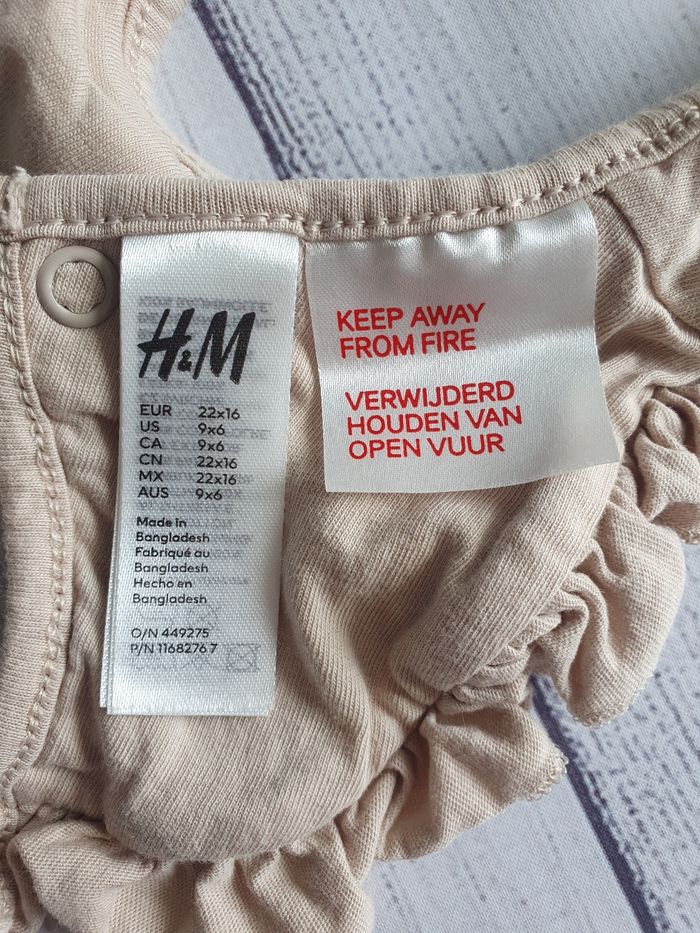 H&M
EUR 22x16
US 9x6
CA 9x6
CN 22x16
MX 22x16
AUS 9x6
Made in
Bangladesh
Fabriqué au
Bangladesh
Hecho en
Bangladesh
O/N 449275
P/N 1168276 7
KEEP AWAY
FROM FIRE
VERWIJDERD
HOUDEN VAN
OPEN VUUR